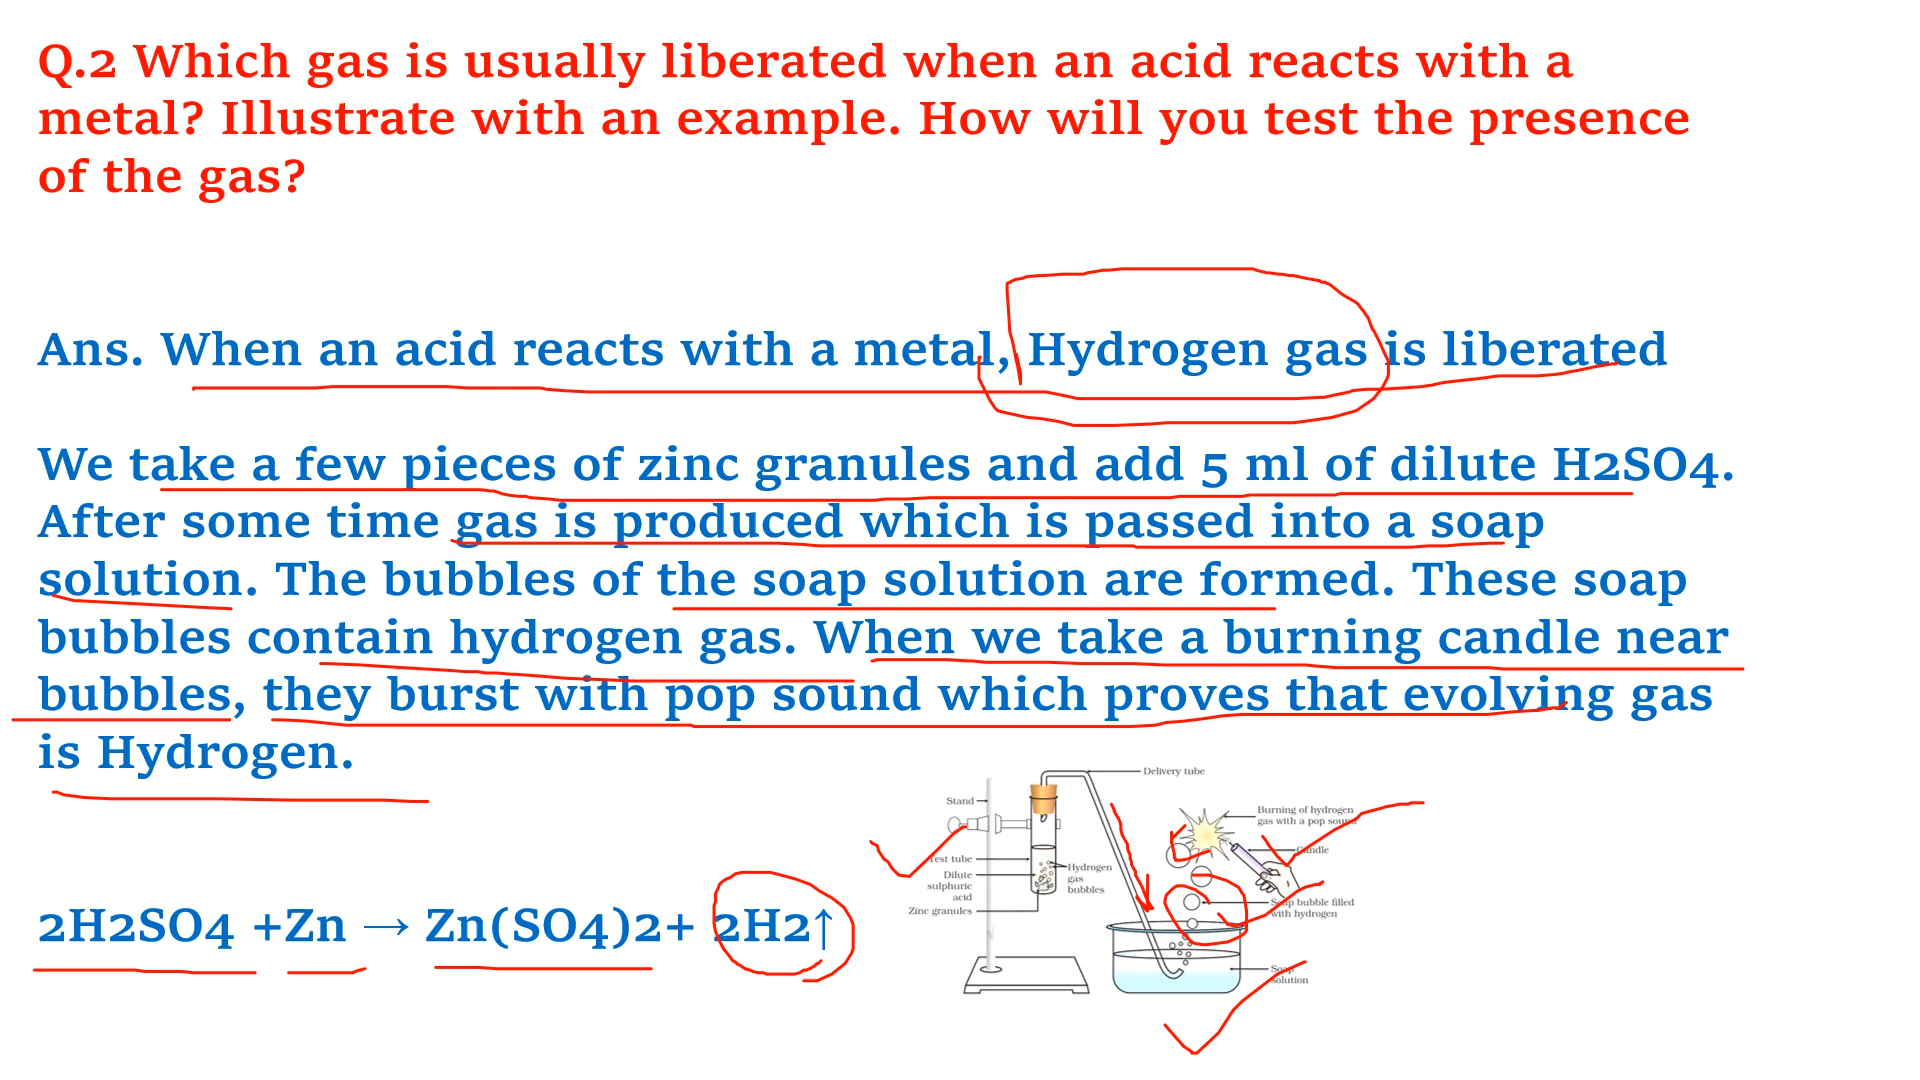 Q.2 Which gas is usually liberated when an acid reacts with a
metal? Illustrate with an example. How will you test the presence
of the gas?
Ans. When an acid reacts with a metal, Hydrogen gas is liberated
We take a few pieces of zinc granules and add 5 ml of dilute H2SO4.
After some time gas is produced which is passed into a soap
solution. The bubbles of the soap solution are formed. These soap
bubbles contain hydrogen gas. When we take a burning candle near
bubbles, they burst with pop sound which proves that evolving gas
is Hydrogen.
2H2SO4 +Zn → Zn(SO4)2+ 2H2↑
Delivery tube
Stand
Burning of hydrogen
gas with a pop sound
Candle
Test tube
Hydrogen
gas
bubbles
Dilute
sulphuric
acid
Zinc granules
Soap bubble filled
with hydrogen
Soap
solution